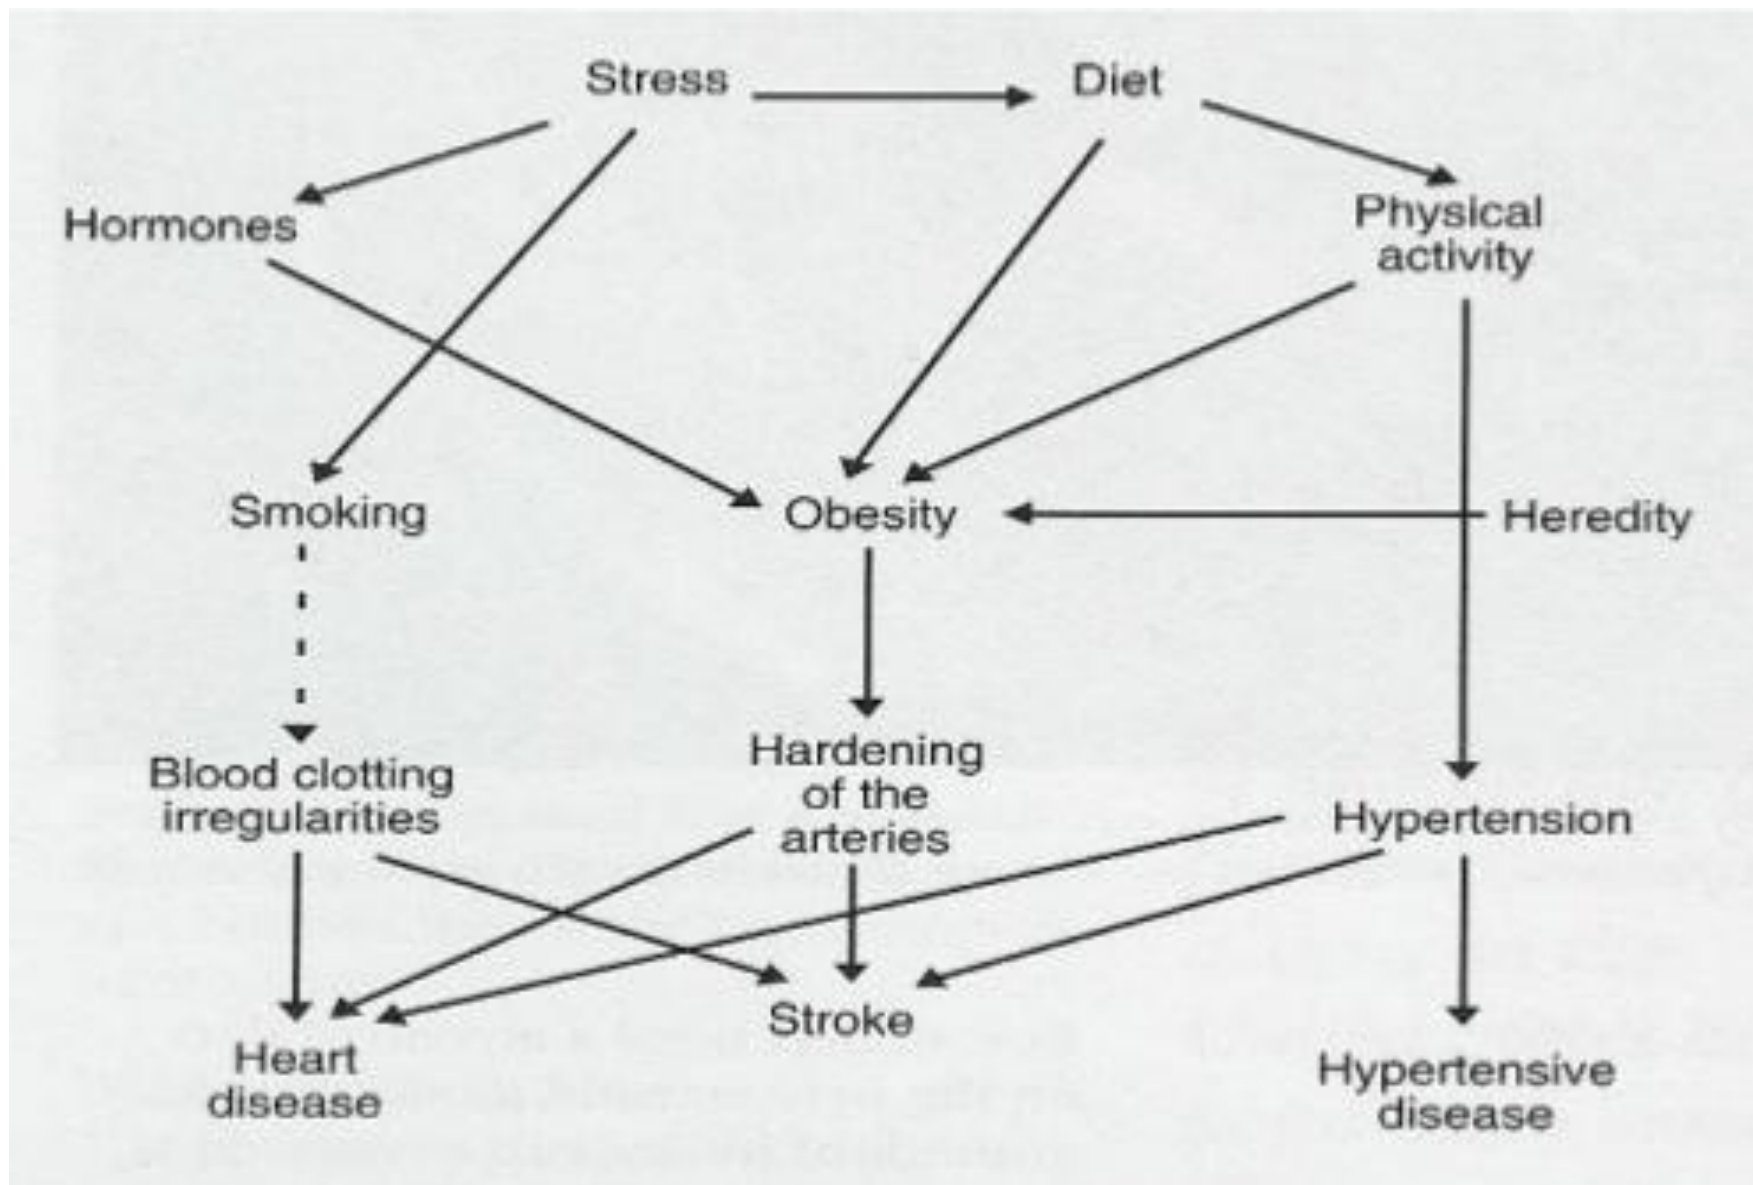 Stress
Diet
Hormones
Physical
activity
Smoking
Obesity
Heredity
Blood clotting
irregularities
Hardening
of the
arteries
Hypertension
Heart
disease
Stroke
Hypertensive
disease